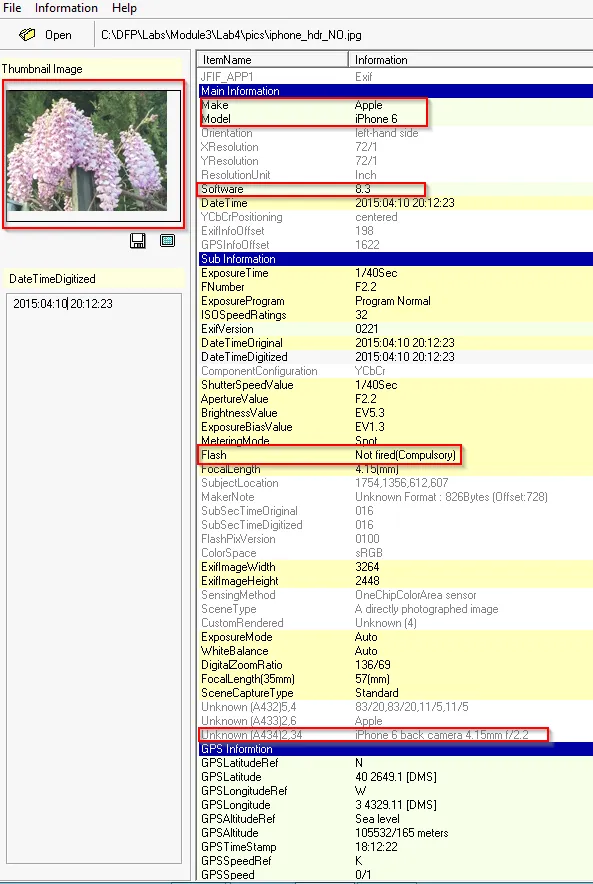 File Information Help
Open C:\DFP\Labs\Module3\Lab4\pics\iphone_hdr_NO.jpg
Thumbnail Image
DateTimeDigitized
2015:04:10 20:12:23
ItemName Information
JFIF_APP1 Exif
Main Information
Make Apple
Model iPhone 6
Orientation left-hand side
XResolution 72/1
YResolution 72/1
ResolutionUnit Inch
Software 8.3
DateTime 2015:04:10 20:12:23
YCbCrPositioning centered
ExifInfoOffset 198
GPSInfoOffset 1622
Sub Information
ExposureTime 1/40Sec
FNumber F2.2
ExposureProgram Program Normal
ISOSpeedRatings 32
ExifVersion 0221
DateTimeOriginal 2015:04:10 20:12:23
DateTimeDigitized 2015:04:10 20:12:23
ComponentConfiguration YCbCr
ShutterSpeedValue 1/40Sec
ApertureValue F2.2
BrightnessValue EV5.3
ExposureBiasValue EV1.3
MeteringMode Spot
Flash Not fired(Compulsory)
FocalLength 4.15(mm)
SubjectLocation 1754,1356,612,607
MakerNote Unknown Format : 826Bytes (Offset:728)
SubSecTimeOriginal 016
SubSecTimeDigitized 016
FlashPixVersion 0100
ColorSpace sRGB
ExifImageWidth 3264
ExifImageHeight 2448
SensingMethod OneChipColorArea sensor
SceneType A directly photographed image
CustomRendered Unknown (4)
ExposureMode Auto
WhiteBalance Auto
DigitalZoomRatio 136/69
FocalLength(35mm) 57(mm)
SceneCaptureType Standard
Unknown (A432)5,4 83/20,83/20,11/5,11/5
Unknown (A433)2,6 Apple
Unknown (A434)2,34 iPhone 6 back camera 4.15mm f/2.2
GPS Informtion
GPSLatitudeRef N
GPSLatitude 40 2649.1 [DMS]
GPSLongitudeRef W
GPSLongitude 3 4329.11 [DMS]
GPSAltitudeRef Sea level
GPSAltitude 105532/165 meters
GPSTimeStamp 18:12:22
GPSSpeedRef K
GPSSpeed 0/1